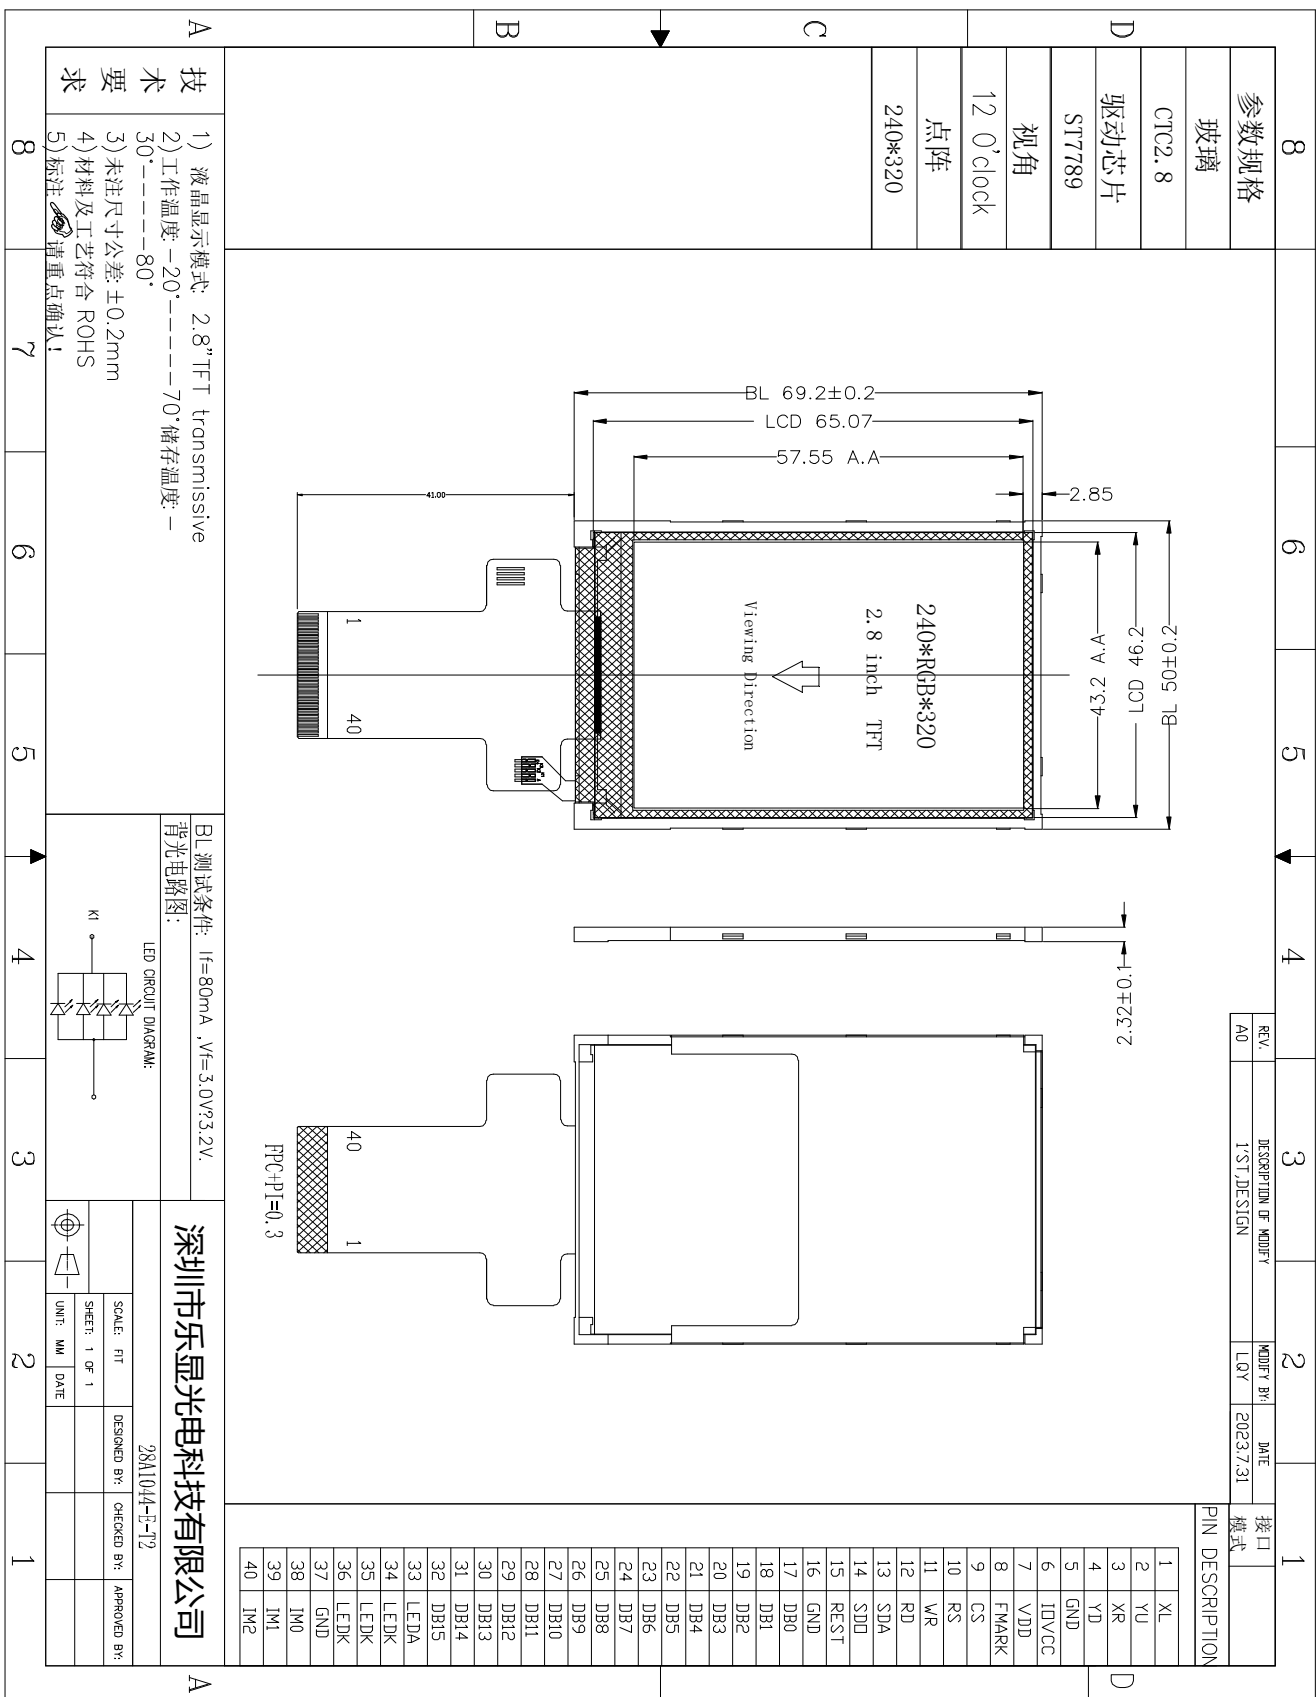 8
7
6
5
4
3
2
1
D
C
B
A
参数规格
玻璃
CTC2.8
驱动芯片
ST7789
视角
12 O'clock
点阵
240*320
REV.
DESCRIPTION OF MODIFY
MODIFY BY:
DATE
A0
1'ST,DESIGN
LQY
2023.7.31
接口
模式
PIN DESCRIPTION
1 XL
2 YU
3 XR
4 YD
5 GND
6 IOVCC
7 VDD
8 FMARK
9 CS
10 RS
11 WR
12 RD
13 SDA
14 SDO
15 REST
16 GND
17 DB0
18 DB1
19 DB2
20 DB3
21 DB4
22 DB5
23 DB6
24 DB7
25 DB8
26 DB9
27 DB10
28 DB11
29 DB12
30 DB13
31 DB14
32 DB15
33 LEDA
34 LEDK
35 LEDK
36 LEDK
37 GND
38 IM0
39 IM1
40 IM2
BL 50±0.2
LCD 46.2
43.2 A.A
2.85
BL 69.2±0.2
LCD 65.07
57.55 A.A
41.00
240*RGB*320
2.8 inch TFT
Viewing Direction
1
40
2.32±0.1
40
1
FPC+PI=0.3
技
术
要
求
1) 液晶显示模式: 2.8"TFT transmissive
2)工作温度:-20°-----70°储存温度:-
30°-----80°
3)未注尺寸公差:±0.2mm
4)材料及工艺符合 ROHS
5)标注 请重点确认!
BL测试条件: If=80mA ,Vf=3.0V?3.2V.
背光电路图:
LED CIRCUIT DIAGRAM:
K1
深圳市乐显光电科技有限公司
28A1044-E-T2
SCALE: FIT
DESIGNED BY:
CHECKED BY:
APPROVED BY:
SHEET: 1 OF 1
UNIT: MM
DATE
8
7
6
5
4
3
2
1
D
A